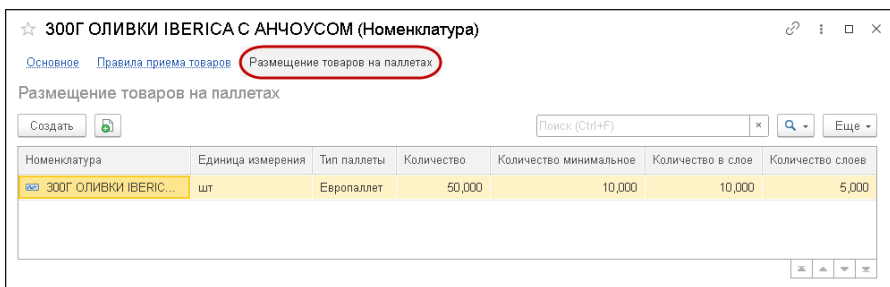 300Г ОЛИВКИ IBERICA С АНЧОУСОМ (Номенклатура)
Основное Правила приема товаров Размещение товаров на паллетах
Размещение товаров на паллетах
Создать Поиск (Ctrl+F) × Еще
Номенклатура Единица измерения Тип паллеты Количество Количество минимальное Количество в слое Количество слоев
300Г ОЛИВКИ IBERIC... шт Европаллет 50,000 10,000 10,000 5,000